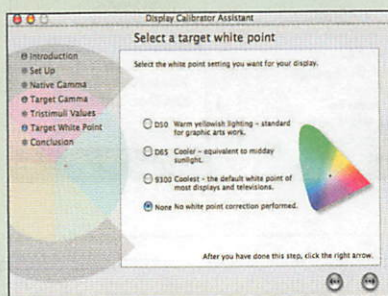 Display Calibrator Assistant
Select a target white point
Introduction
Set Up
Native Gamma
Target Gamma
Tristimuli Values
Target White Point
Conclusion
Select the white point setting you want for your display.
D50 Warm yellowish lighting – standard
for graphic arts work.
D65 Cooler – equivalent to midday
sunlight.
9300 Coolest – the default white point of
most displays and televisions.
None No white point correction performed.
After you have done this step, click the right arrow.